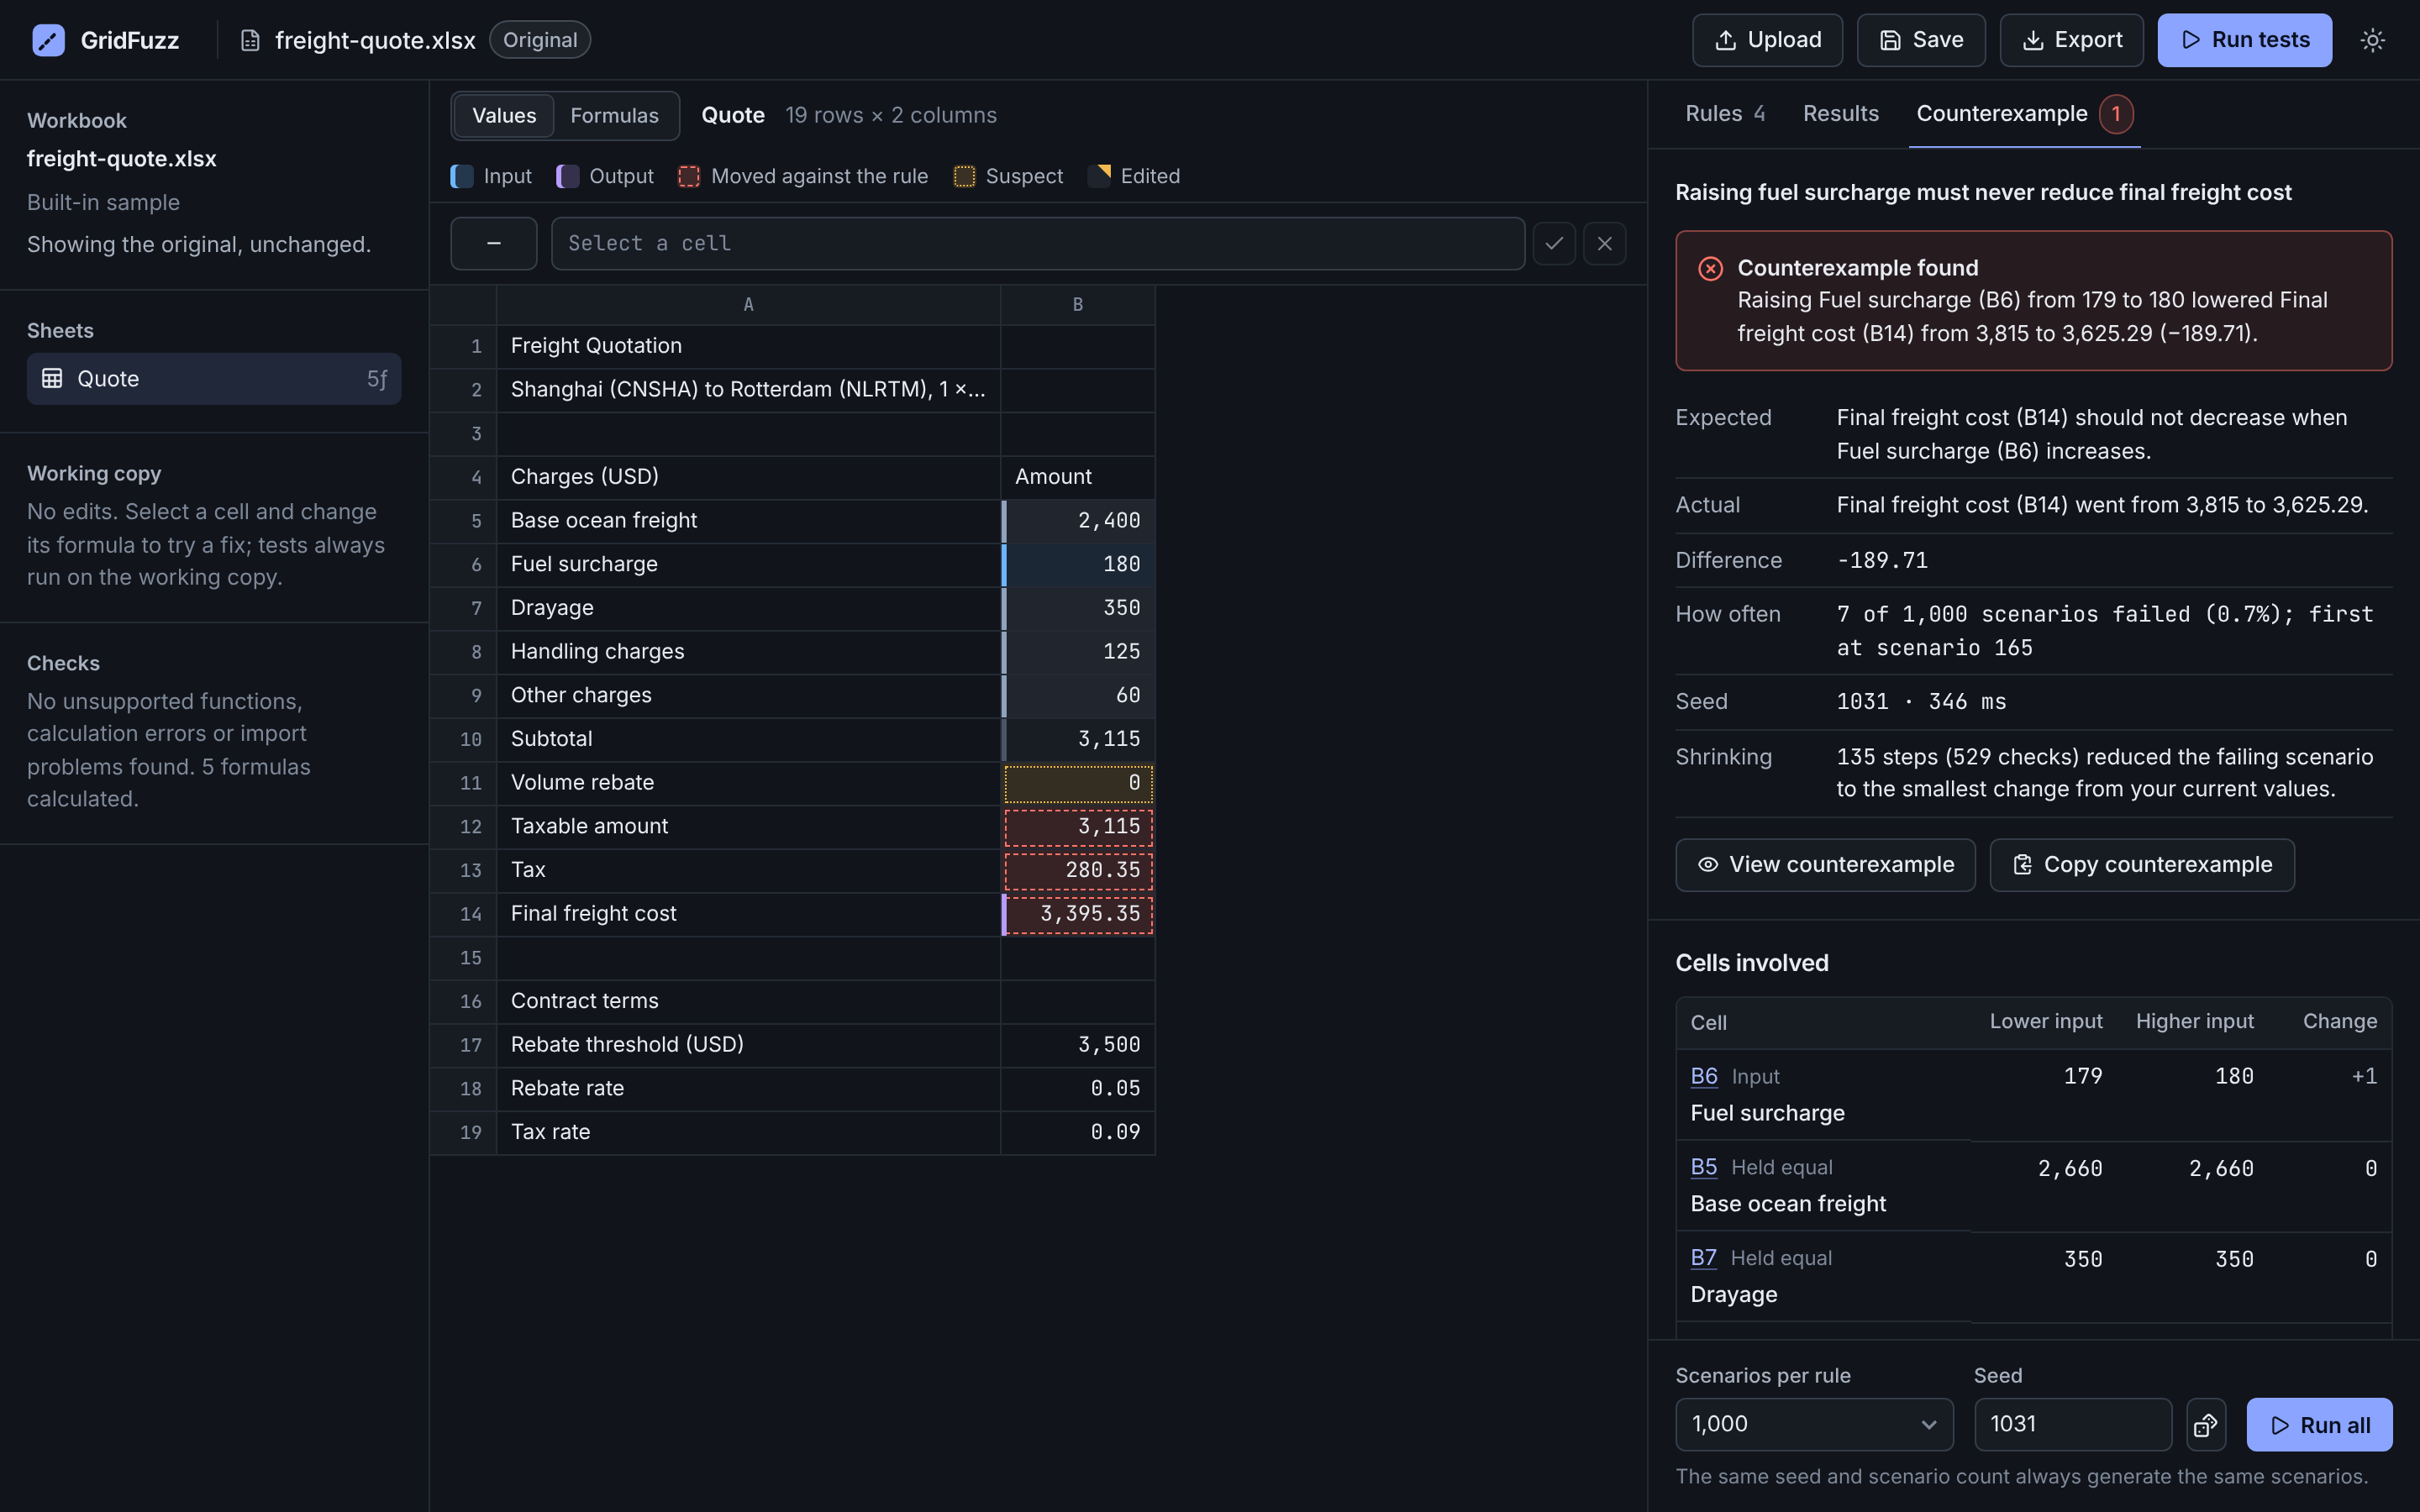 GridFuzz
freight-quote.xlsx
Original
Upload
Save
Export
Run tests
Workbook
freight-quote.xlsx
Built-in sample
Showing the original, unchanged.
Sheets
Quote 5ƒ
Working copy
No edits. Select a cell and change
its formula to try a fix; tests always
run on the working copy.
Checks
No unsupported functions,
calculation errors or import
problems found. 5 formulas
calculated.
Values Formulas Quote 19 rows × 2 columns
Input Output Moved against the rule Suspect Edited
– Select a cell
A B
1 Freight Quotation
2 Shanghai (CNSHA) to Rotterdam (NLRTM), 1 ×...
3
4 Charges (USD) Amount
5 Base ocean freight 2,400
6 Fuel surcharge 180
7 Drayage 350
8 Handling charges 125
9 Other charges 60
10 Subtotal 3,115
11 Volume rebate 0
12 Taxable amount 3,115
13 Tax 280.35
14 Final freight cost 3,395.35
15
16 Contract terms
17 Rebate threshold (USD) 3,500
18 Rebate rate 0.05
19 Tax rate 0.09
Rules 4 Results Counterexample 1
Raising fuel surcharge must never reduce final freight cost
Counterexample found
Raising Fuel surcharge (B6) from 179 to 180 lowered Final
freight cost (B14) from 3,815 to 3,625.29 (−189.71).
Expected Final freight cost (B14) should not decrease when
Fuel surcharge (B6) increases.
Actual Final freight cost (B14) went from 3,815 to 3,625.29.
Difference -189.71
How often 7 of 1,000 scenarios failed (0.7%); first
at scenario 165
Seed 1031 · 346 ms
Shrinking 135 steps (529 checks) reduced the failing scenario
to the smallest change from your current values.
View counterexample Copy counterexample
Cells involved
Cell Lower input Higher input Change
B6 Input 179 180 +1
Fuel surcharge
B5 Held equal 2,660 2,660 0
Base ocean freight
B7 Held equal 350 350 0
Drayage
Scenarios per rule Seed
1,000 1031 Run all
The same seed and scenario count always generate the same scenarios.